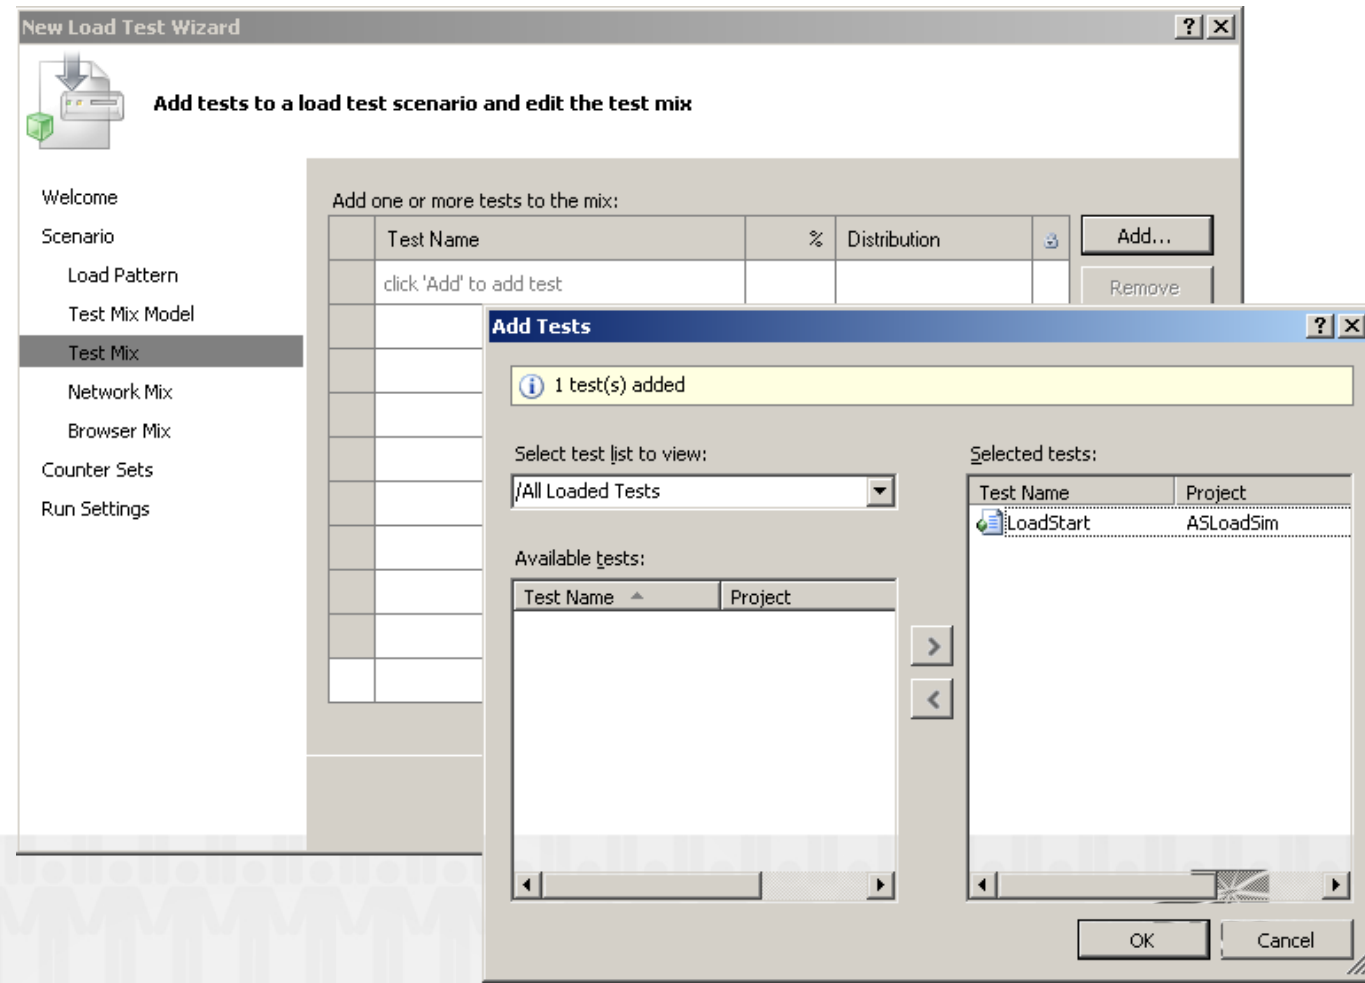 New Load Test Wizard
Add tests to a load test scenario and edit the test mix
Welcome
Scenario
Load Pattern
Test Mix Model
Test Mix
Network Mix
Browser Mix
Counter Sets
Run Settings
Add one or more tests to the mix:
Test Name % Distribution
click 'Add' to add test
Add...
Remove
Add Tests
1 test(s) added
Select test list to view:
/All Loaded Tests
Available tests:
Test Name Project
Selected tests:
Test Name Project
LoadStart ASLoadSim
OK Cancel